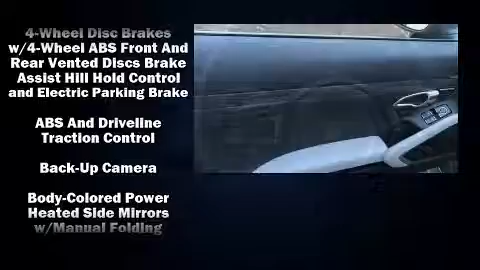 4-Wheel Disc Brakes
w/4-Wheel ABS Front And
Rear Vented Discs Brake
Assist Hill Hold Control
and Electric Parking Brake
ABS And Driveline
Traction Control
Back-Up Camera
Body-Colored Power
Heated Side Mirrors
w/Manual Folding